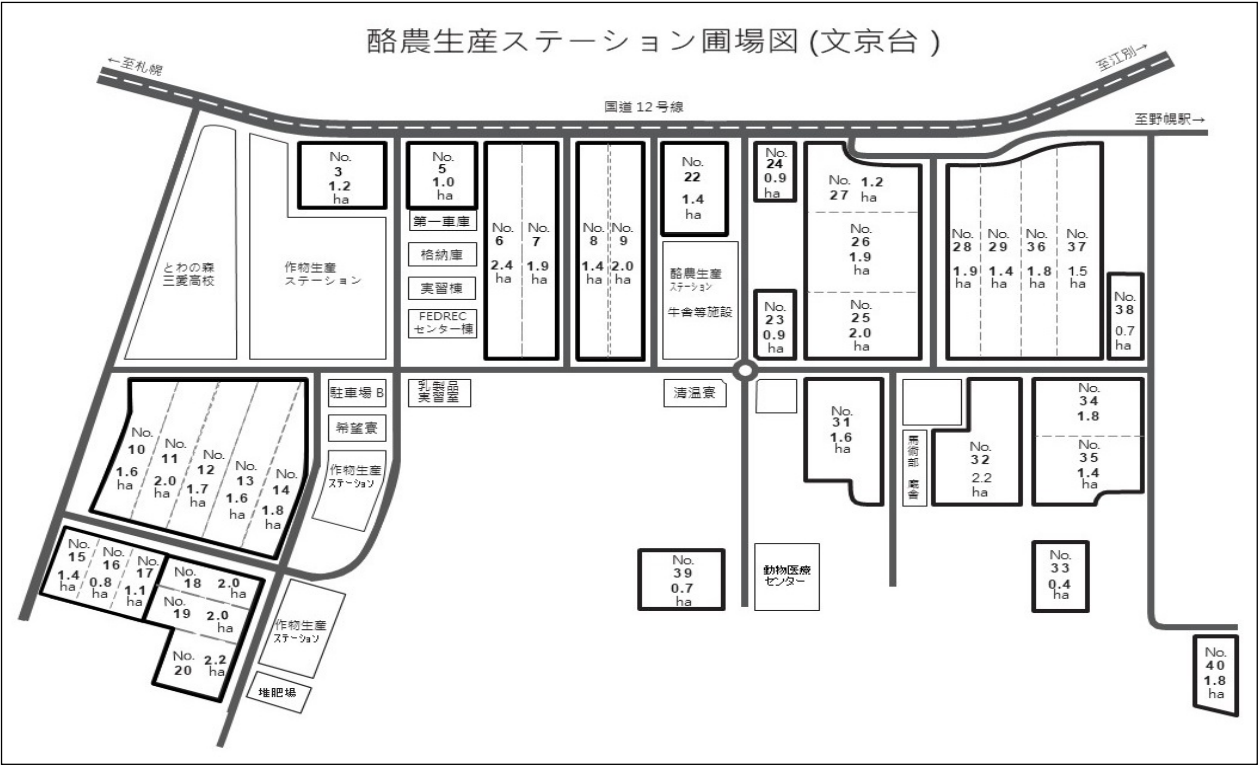 酪農生産ステーション圃場図 (文京台 )
←至札幌
至江別→
国道 12 号線
至野幌駅→
No.
3
1.2
ha
No.
5
1.0
ha
第一車庫
格納庫
実習棟
FEDREC
センター棟
No.
6
2.4
ha
No.
7
1.9
ha
No.
8
1.4
ha
No.
9
2.0
ha
No.
22
1.4
ha
酪農生産
ステーション
牛舎等施設
No.
24
0.9
ha
No.
23
0.9
ha
No.
27
1.2
ha
No.
26
1.9
ha
No.
25
2.0
ha
No.
28
1.9
ha
No.
29
1.4
ha
No.
36
1.8
ha
No.
37
1.5
ha
No.
38
0.7
ha
とわの森
三愛高校
作物生産
ステーション
No.
10
1.6
ha
No.
11
2.0
ha
No.
12
1.7
ha
No.
13
1.6
ha
No.
14
1.8
ha
駐車場 B
希望寮
作物生産
ステーション
乳製品
実習室
清温寮
No.
31
1.6
ha
馬術部 厩舎
No.
32
2.2
ha
No.
34
1.8
No.
35
1.4
ha
No.
15
1.4
ha
No.
16
0.8
ha
No.
17
1.1
ha
No.
18
2.0
ha
No.
19
2.0
ha
No.
20
2.2
ha
作物生産
ステーション
堆肥場
No.
39
0.7
ha
動物医療
センター
No.
33
0.4
ha
No.
40
1.8
ha